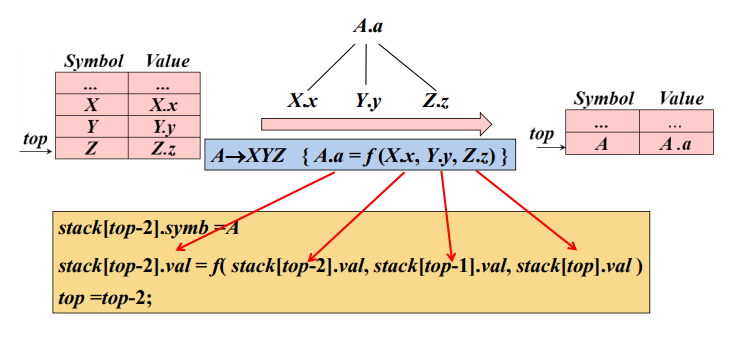 A.a
Symbol Value
... ...
X X.x
Y Y.y
top Z Z.z
X.x Y.y Z.z
A→XYZ { A.a = f (X.x, Y.y, Z.z) }
Symbol Value
... ...
top A A .a
stack[top-2].symb =A
stack[top-2].val = f( stack[top-2].val, stack[top-1].val, stack[top].val )
top =top-2;